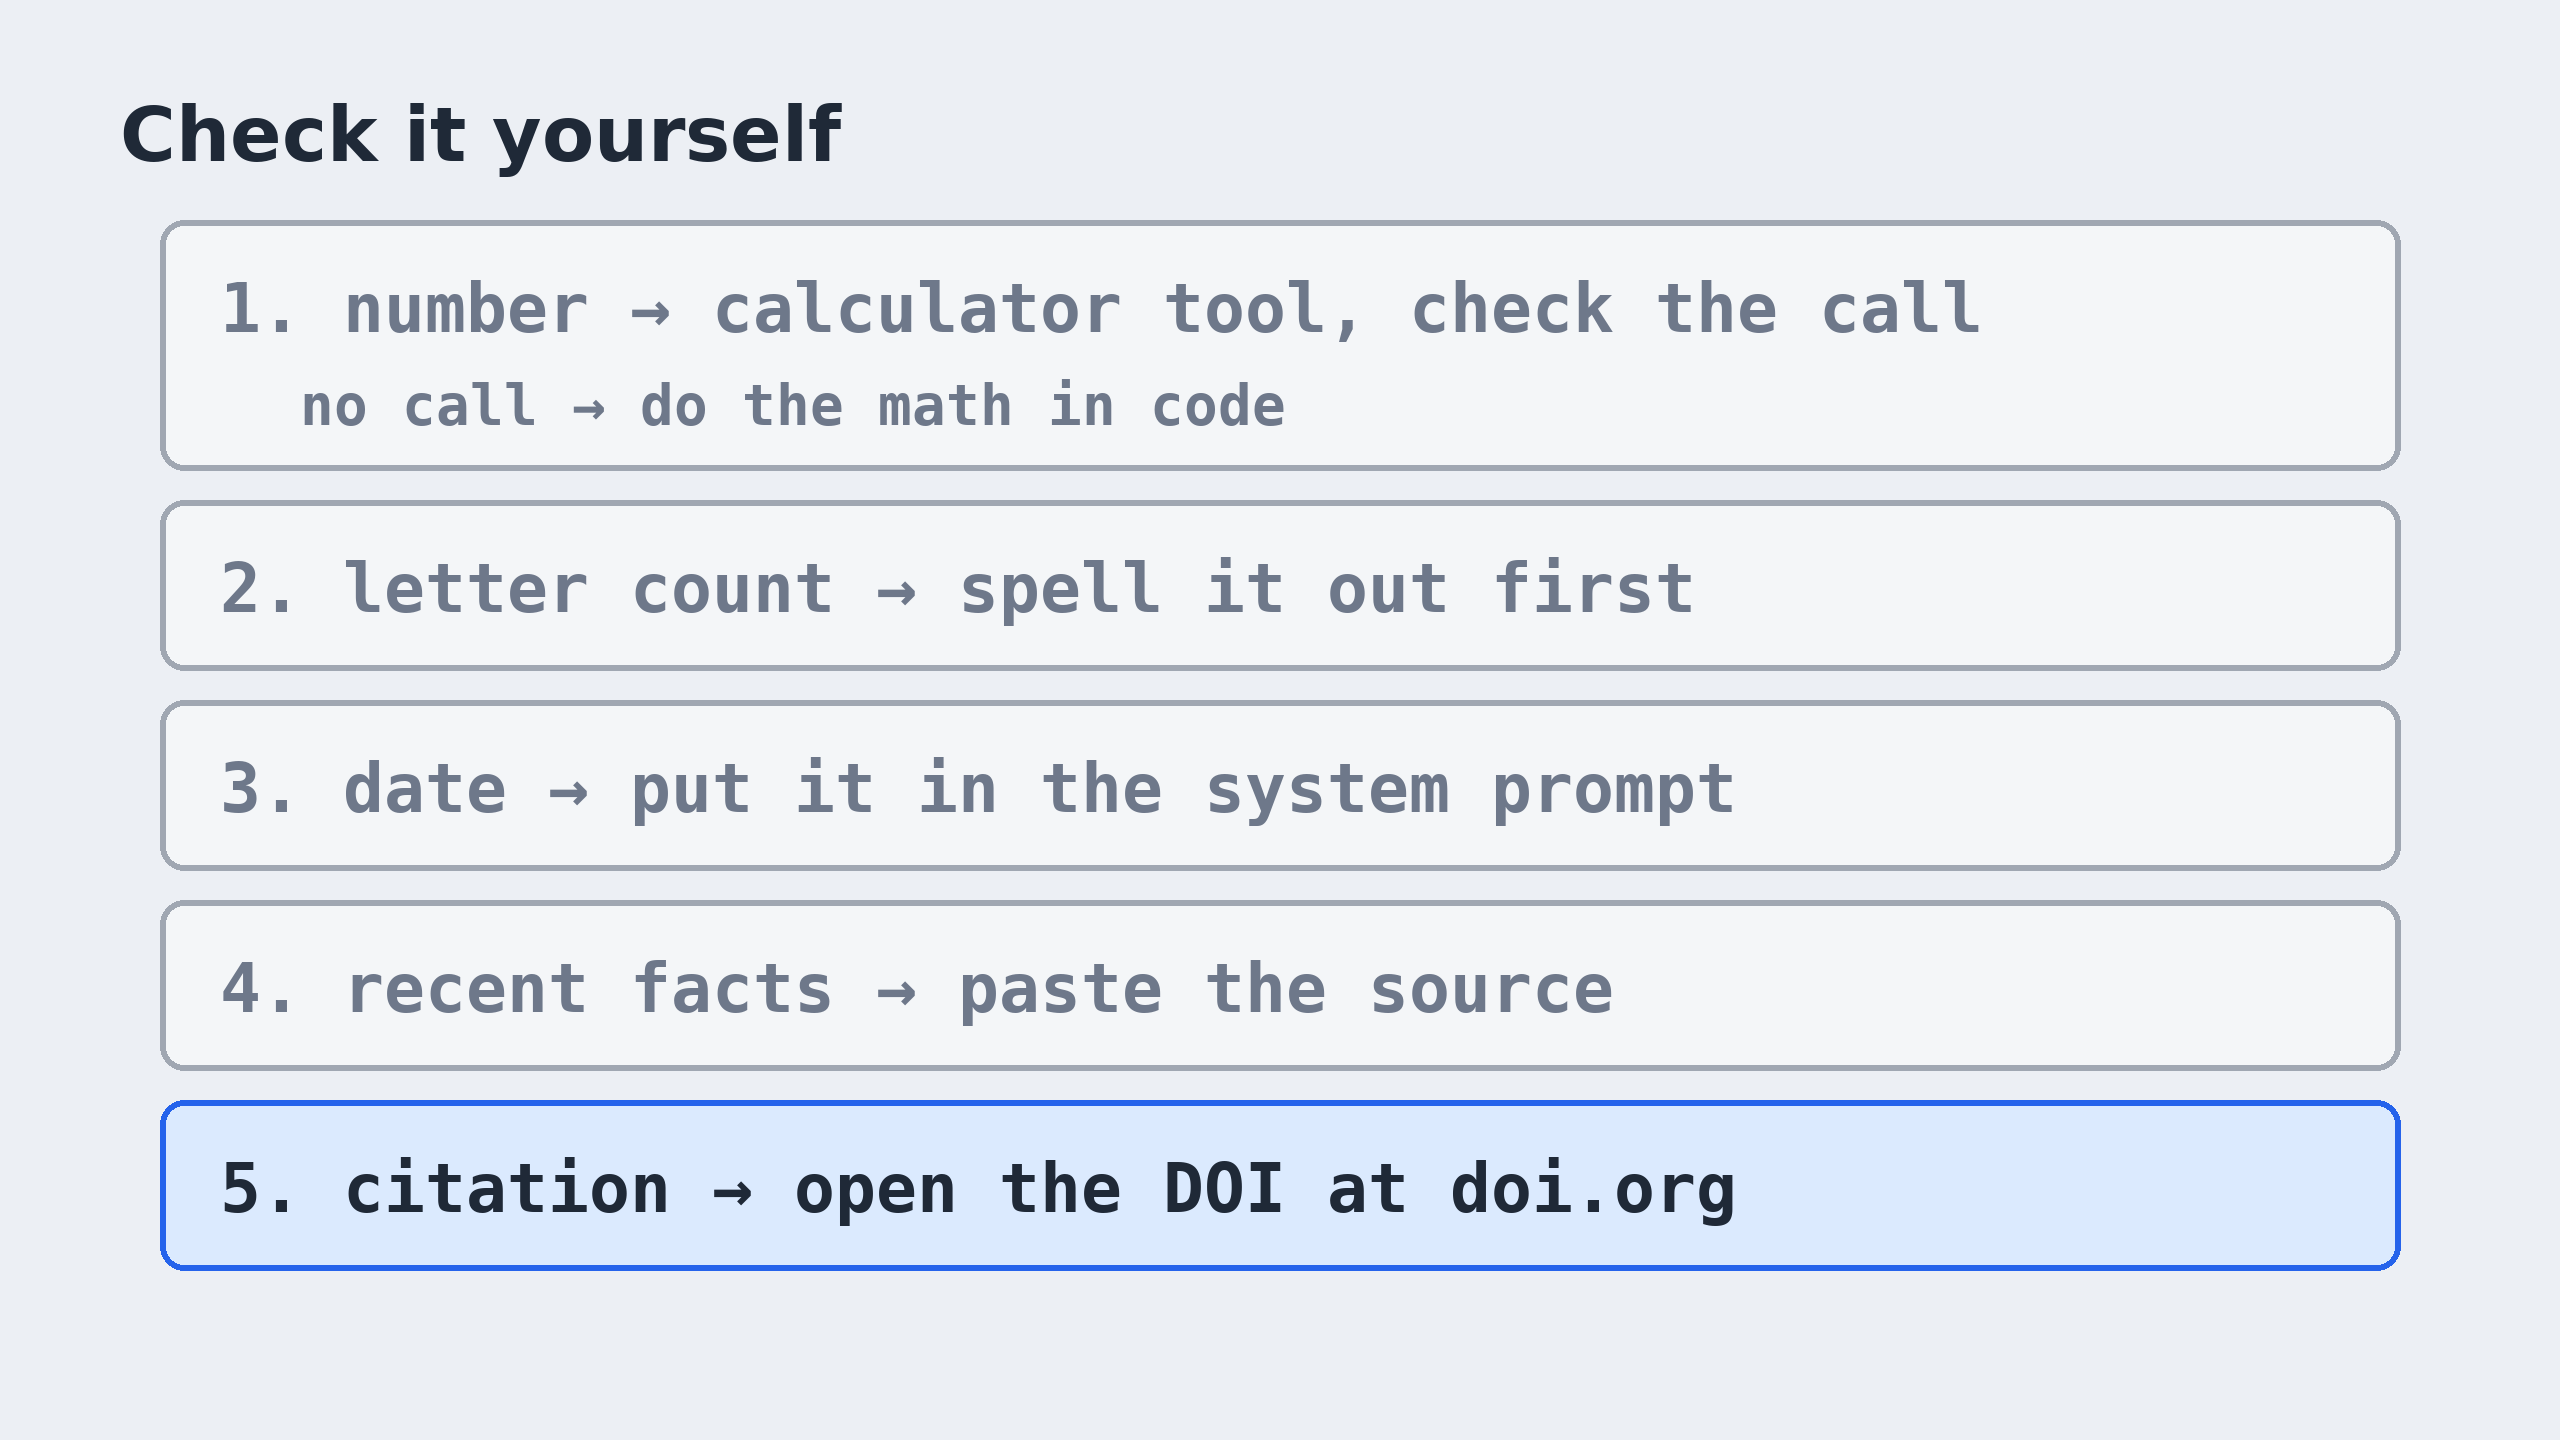 Check it yourself
1. number → calculator tool, check the call
no call → do the math in code
2. letter count → spell it out first
3. date → put it in the system prompt
4. recent facts → paste the source
5. citation → open the DOI at doi.org